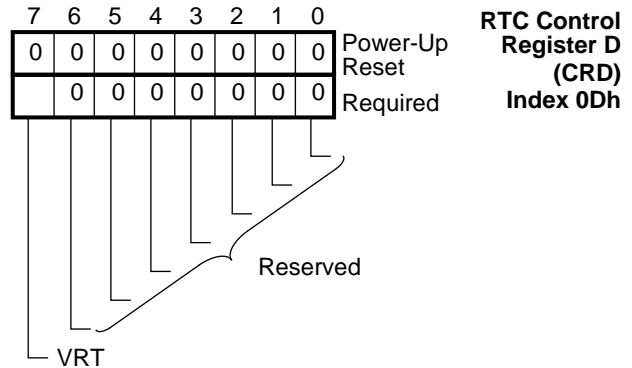 7 6 5 4 3 2 1 0
0 0 0 0 0 0 0 0 Power-Up
Reset
0 0 0 0 0 0 0 Required
RTC Control
Register D
(CRD)
Index 0Dh
Reserved
VRT